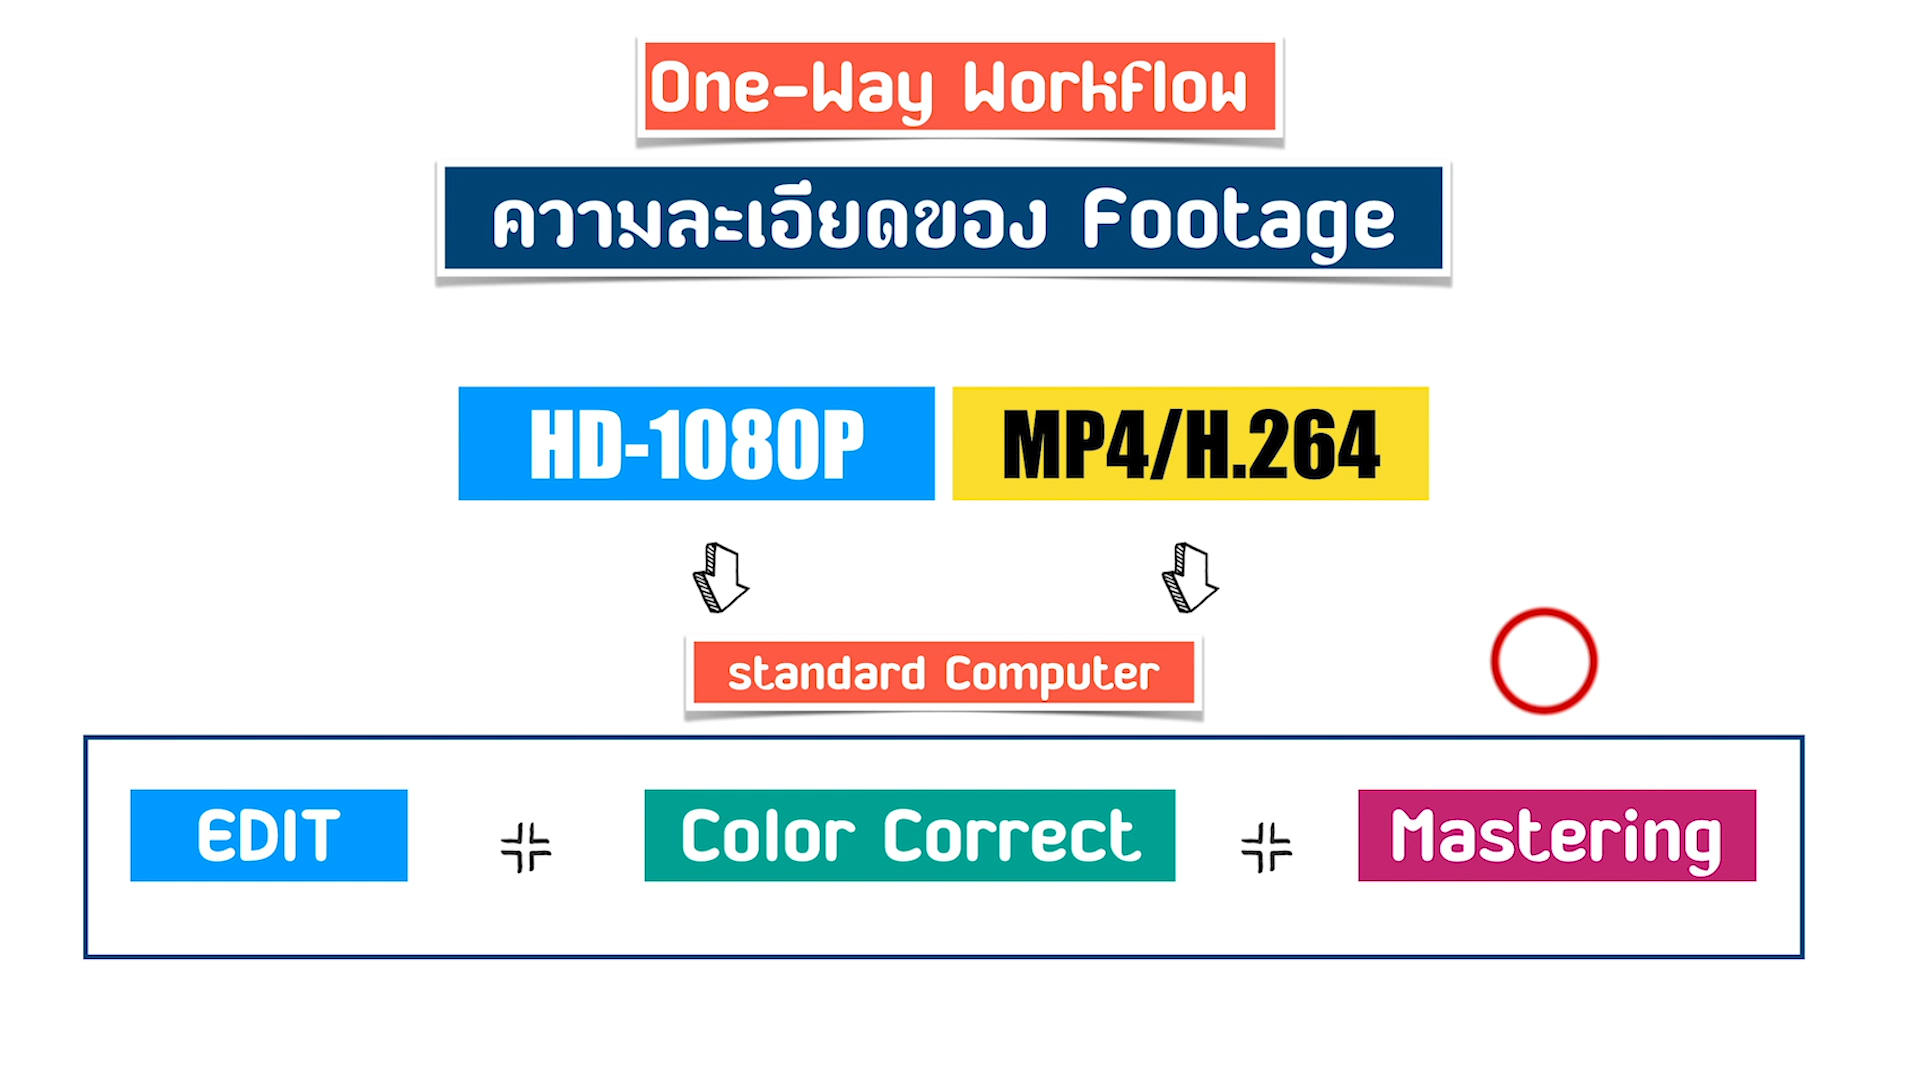 One-Way Workflow
ความละเอียดของ Footage
HD-1080P MP4/H.264
standard Computer
EDIT Color Correct Mastering